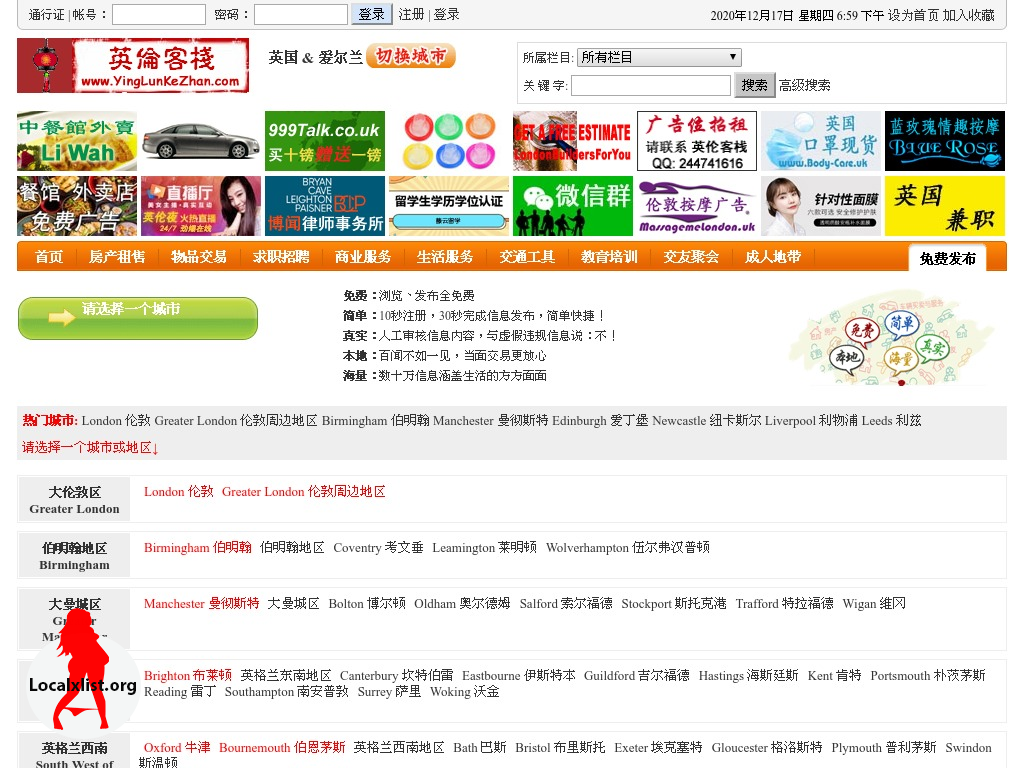 通行证 | 帐号： 密码： 登录 注册 | 登录 2020年12月17日 星期四 6:59 下午 设为首页 加入收藏
英倫客棧
www.YingLunKeZhan.com
英国 & 爱尔兰 切换城市
所属栏目: 所有栏目
关 键 字: 搜索 高级搜索
中餐館外賣
Li Wah
999Talk.co.uk
买十镑赠送一镑
GET A FREE ESTIMATE
LondonBuildersForYou
广告位招租
请联系 英伦客栈
QQ: 244741616
英国
口罩现货
www.Body-Care.uk
蓝玫瑰情趣按摩
BLUE ROSE
餐馆 外卖店
免费广告
直播厅
美女主播·真实互动
英伦夜 火热直播
24/7 劲爆在线
BRYAN
CAVE
LEIGHTON
PAISNER BCLP
博闻律师事务所
留学生学历学位认证
藤云留学
微信群
伦敦按摩广告
MassagemeLondon.uk
针对性面膜
英国
兼职
首页 房产租售 物品交易 求职招聘 商业服务 生活服务 交通工具 教育培训 交友聚会 成人地带 免费发布
请选择一个城市
免费：浏览、发布全免费
简单：10秒注册，30秒完成信息发布，简单快捷！
真实：人工审核信息内容，与虚假违规信息说：不！
本地：百闻不如一见，当面交易更放心
海量：数十万信息涵盖生活的方方面面
免费 简单 本地 海量 真实
热门城市: London 伦敦 Greater London 伦敦周边地区 Birmingham 伯明翰 Manchester 曼彻斯特 Edinburgh 爱丁堡 Newcastle 纽卡斯尔 Liverpool 利物浦 Leeds 利兹
请选择一个城市或地区↓
大伦敦区
Greater London
London 伦敦 Greater London 伦敦周边地区
伯明翰地区
Birmingham
Birmingham 伯明翰 伯明翰地区 Coventry 考文垂 Leamington 莱明顿 Wolverhampton 伍尔弗汉普顿
大曼城区
Manchester 曼彻斯特 大曼城区 Bolton 博尔顿 Oldham 奥尔德姆 Salford 索尔福德 Stockport 斯托克港 Trafford 特拉福德 Wigan 维冈
Localxlist.org
Brighton 布莱顿 英格兰东南地区 Canterbury 坎特伯雷 Eastbourne 伊斯特本 Guildford 吉尔福德 Hastings 海斯廷斯 Kent 肯特 Portsmouth 朴茨茅斯
Reading 雷丁 Southampton 南安普敦 Surrey 萨里 Woking 沃金
英格兰西南
South West of
Oxford 牛津 Bournemouth 伯恩茅斯 英格兰西南地区 Bath 巴斯 Bristol 布里斯托 Exeter 埃克塞特 Gloucester 格洛斯特 Plymouth 普利茅斯 Swindon
斯温顿